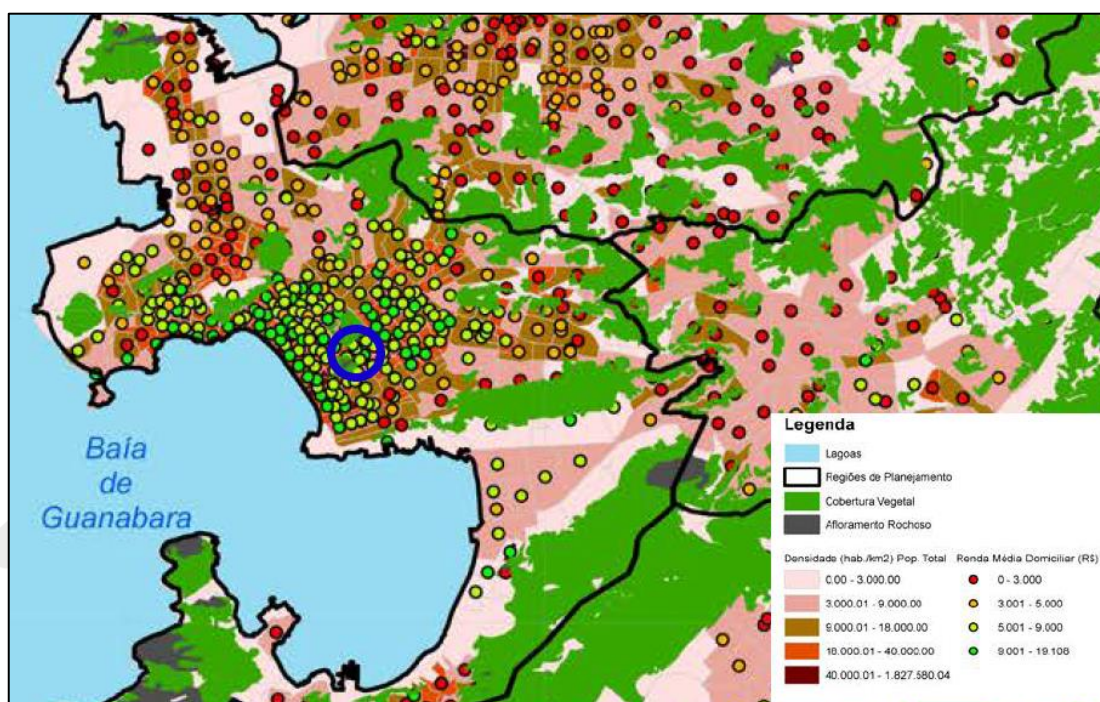 Baía
de
Guanabara
Legenda
Lagoas
Regiões de Planejamento
Cobertura Vegetal
Afloramento Rochoso
Densidade (hab./km2) Pop. Total
0.00 - 3.000.00
3.000.01 - 9.000.00
9.000.01 - 18.000.00
18.000.01 - 40.000.00
40.000.01 - 1.827.580.04
Renda Média Domiciliar (R$)
0 - 3.000
3.001 - 5.000
5.001 - 9.000
9.001 - 19.108